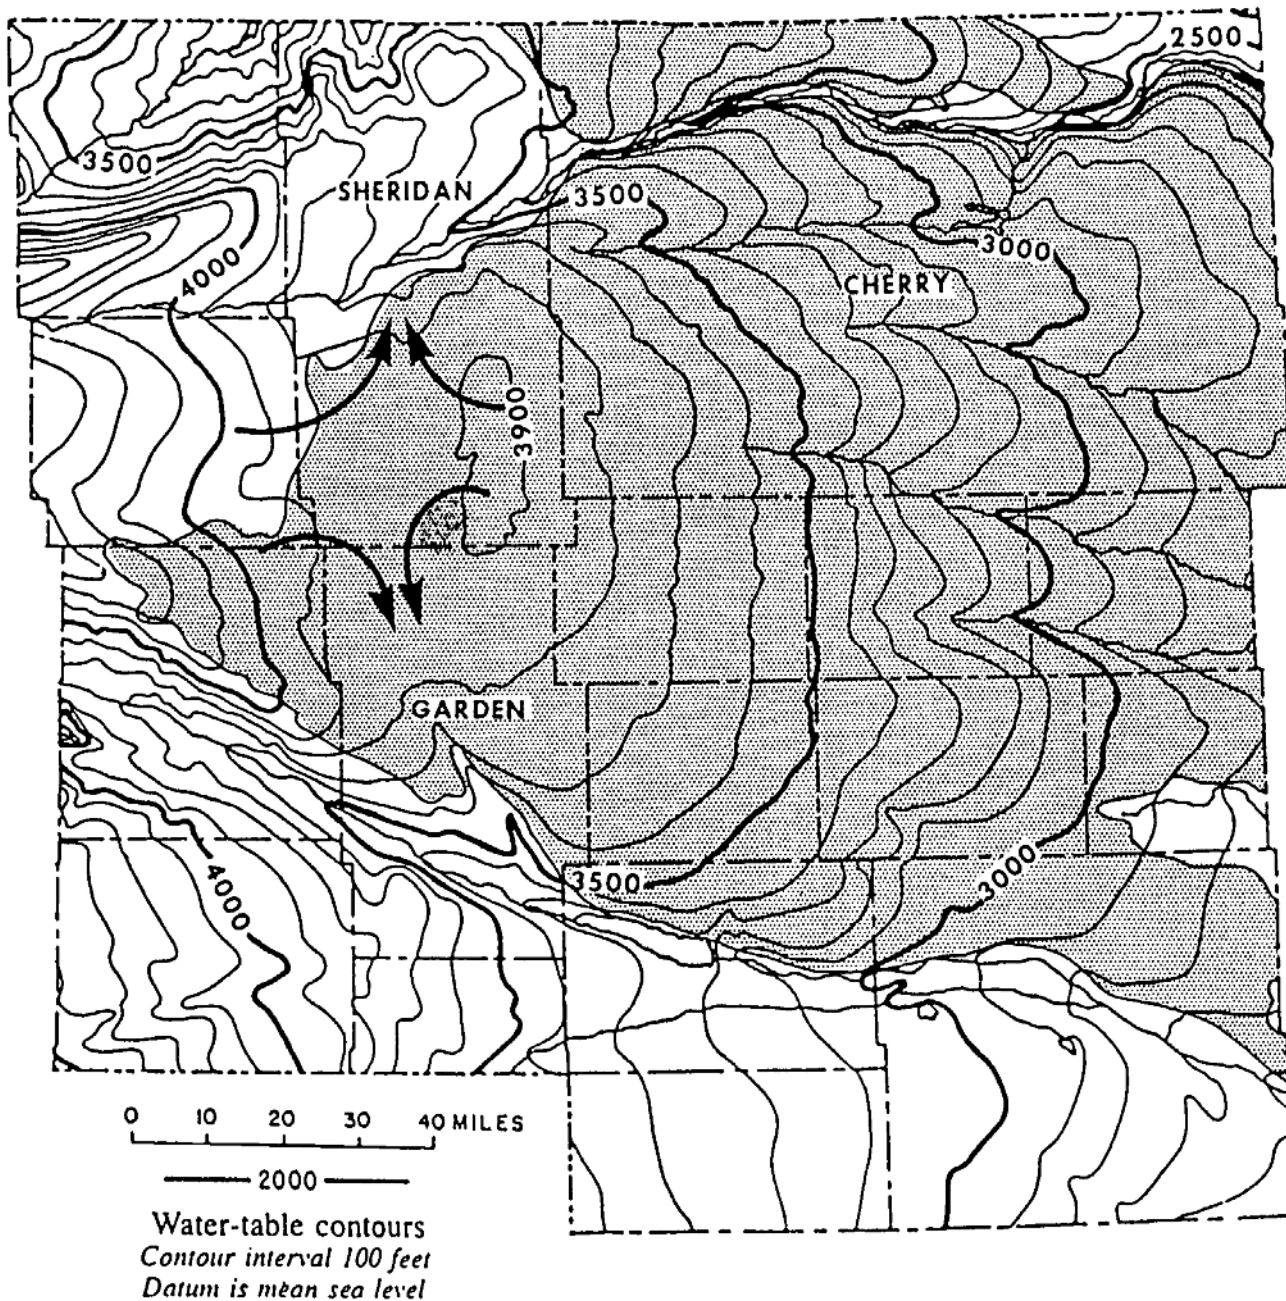 2500
3500
SHERIDAN
3500
3000
4000
CHERRY
3900
GARDEN
3500
3000
4000
0 10 20 30 40 MILES
2000
Water-table contours
Contour interval 100 feet
Datum is mean sea level